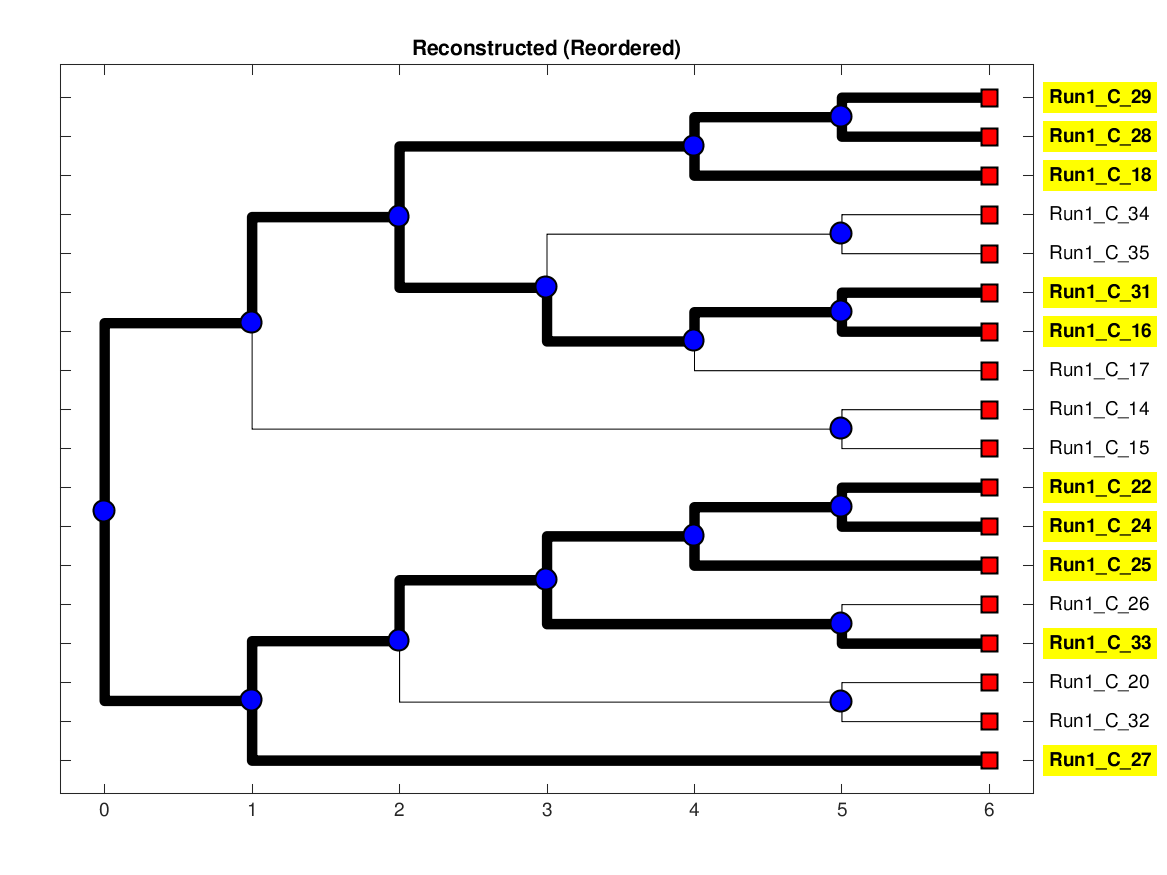 Reconstructed (Reordered)
Run1_C_29
Run1_C_28
Run1_C_18
Run1_C_34
Run1_C_35
Run1_C_31
Run1_C_16
Run1_C_17
Run1_C_14
Run1_C_15
Run1_C_22
Run1_C_24
Run1_C_25
Run1_C_26
Run1_C_33
Run1_C_20
Run1_C_32
Run1_C_27
0 1 2 3 4 5 6